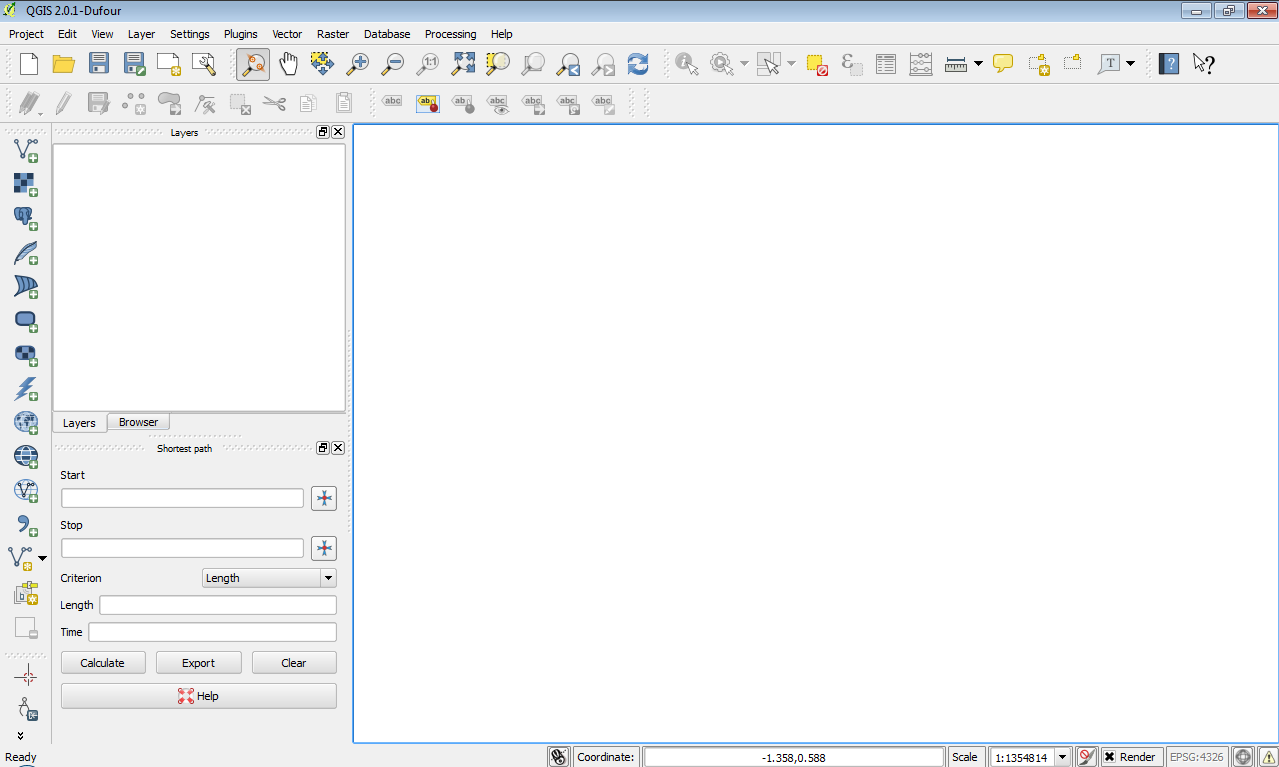 QGIS 2.0.1-Dufour
Project Edit View Layer Settings Plugins Vector Raster Database Processing Help
1:1 ε T ? ?
abc ab ab abc abc abc abc
Layers
Layers Browser
Shortest path
Start
Stop
Criterion Length
Length
Time
Calculate Export Clear
Help
Ready Coordinate: -1.358,0.588 Scale 1:1354814 Render EPSG:4326